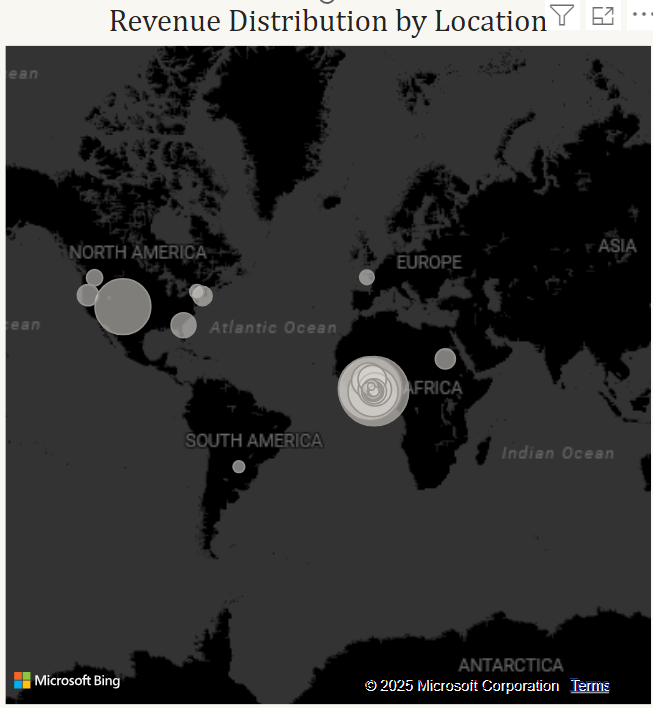 Revenue Distribution by Location
ean
NORTH AMERICA
ASIA
EUROPE
ean
Atlantic Ocean
AFRICA
SOUTH AMERICA
Indian Ocean
ANTARCTICA
Microsoft Bing
© 2025 Microsoft Corporation Terms